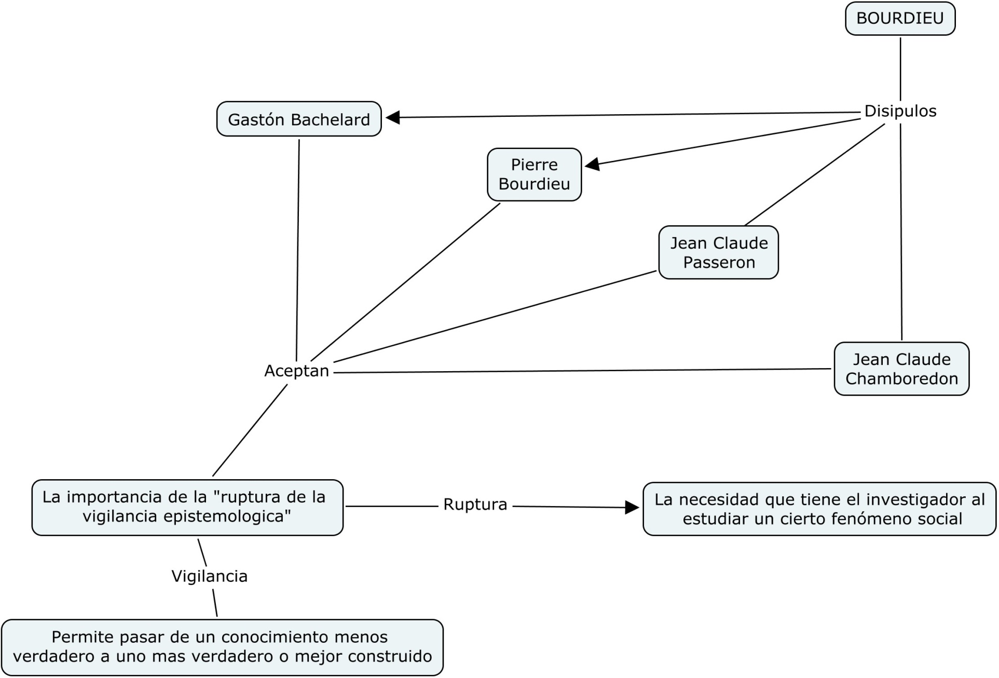 BOURDIEU
Disipulos
Gastón Bachelard
Pierre
Bourdieu
Jean Claude
Passeron
Jean Claude
Chamboredon
Aceptan
La importancia de la "ruptura de la
vigilancia epistemologica"
Ruptura
La necesidad que tiene el investigador al
estudiar un cierto fenómeno social
Vigilancia
Permite pasar de un conocimiento menos
verdadero a uno mas verdadero o mejor construido